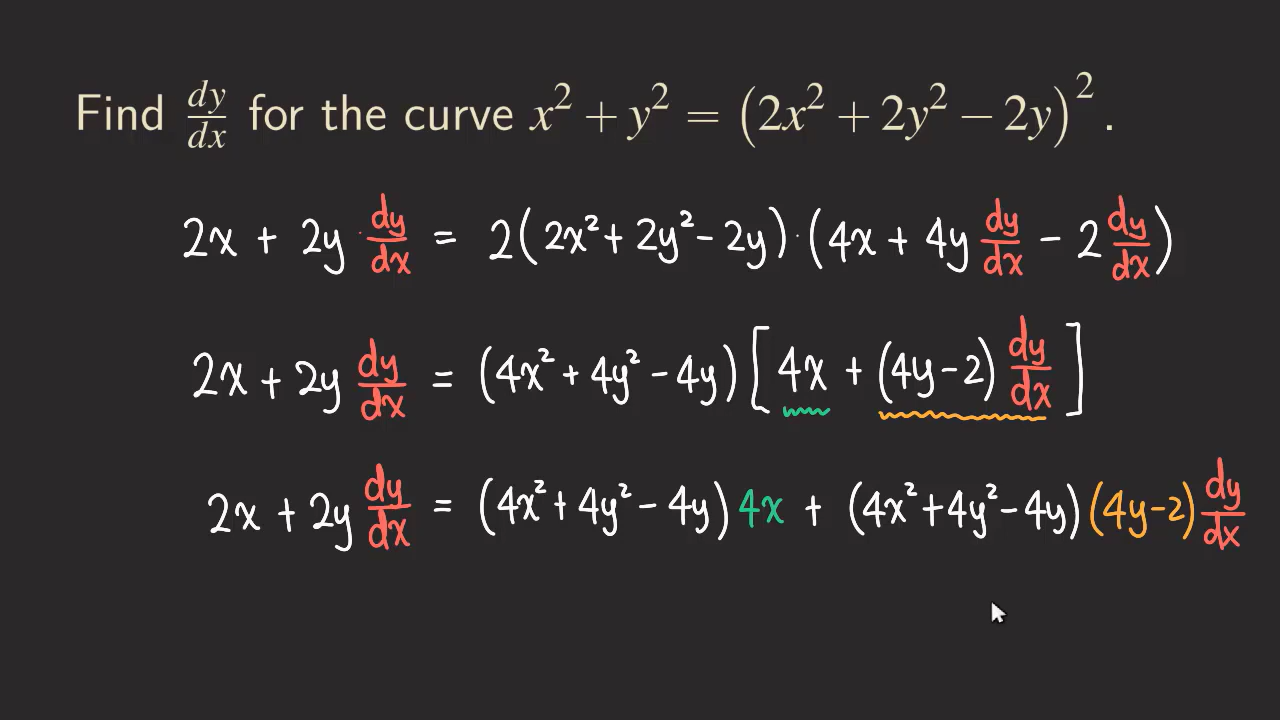 Find dy/dx for the curve x² + y² = (2x² + 2y² − 2y)².
2x + 2y · dy/dx = 2(2x² + 2y² − 2y) · (4x + 4y dy/dx − 2 dy/dx)
2x + 2y dy/dx = (4x² + 4y² − 4y)[4x + (4y − 2) dy/dx]
2x + 2y dy/dx = (4x² + 4y² − 4y)4x + (4x² + 4y² − 4y)(4y − 2) dy/dx